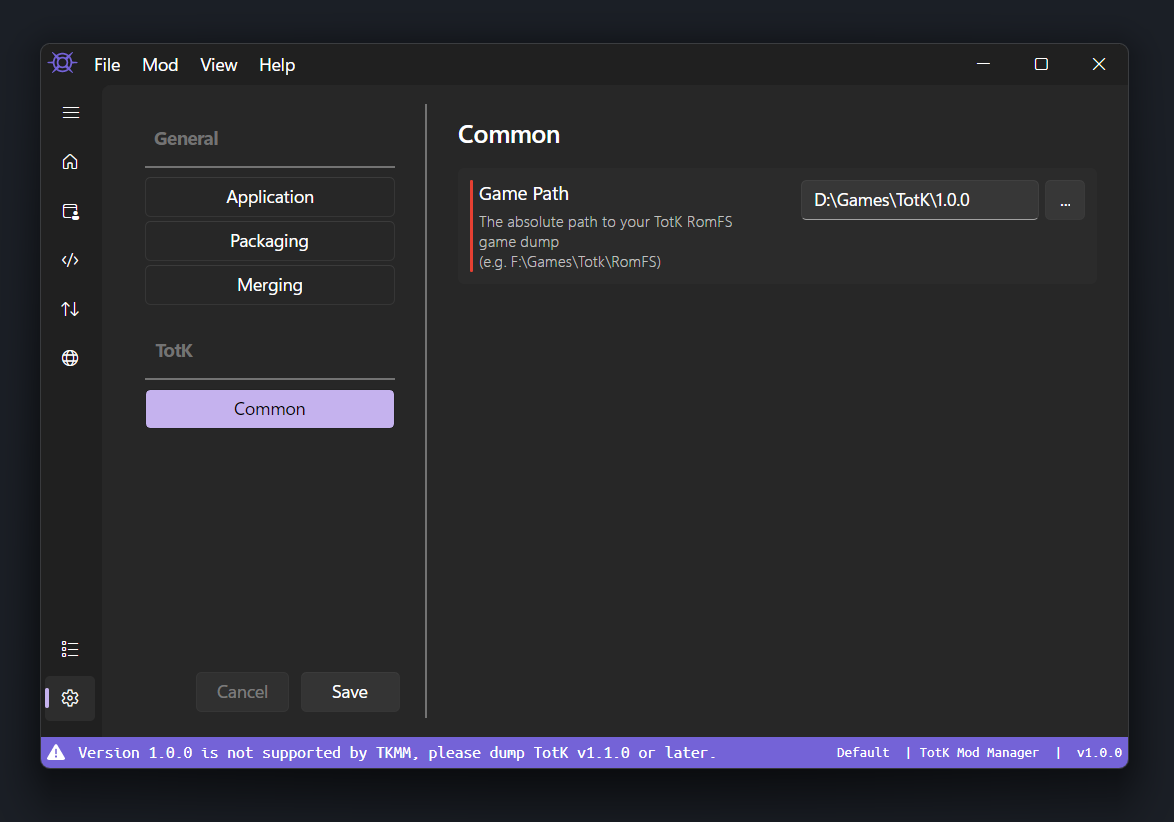 File Mod View Help
General
Application
Packaging
Merging
TotK
Common
Cancel Save
Common
Game Path
The absolute path to your TotK RomFS
game dump
(e.g. F:\Games\Totk\RomFS)
D:\Games\TotK\1.0.0 ...
Version 1.0.0 is not supported by TKMM, please dump TotK v1.1.0 or later.
Default | TotK Mod Manager | v1.0.0